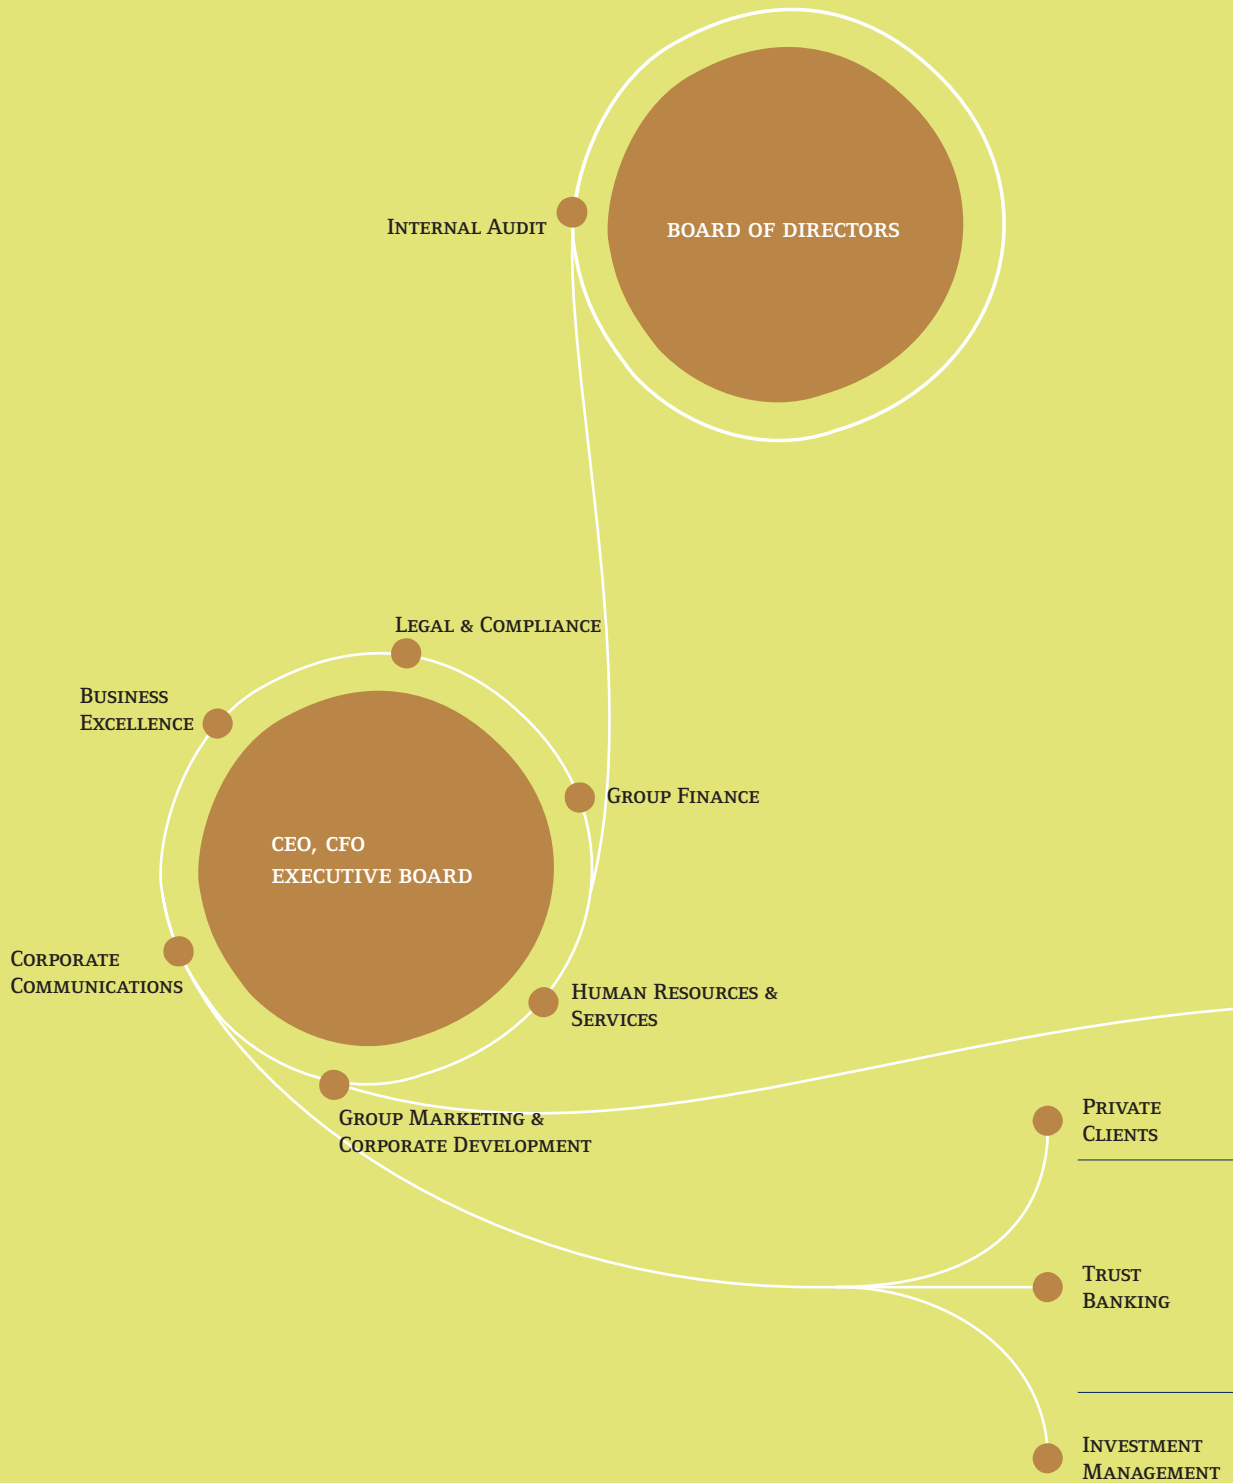 Internal Audit
BOARD OF DIRECTORS
Legal & Compliance
Business
Excellence
Group Finance
CEO, CFO
EXECUTIVE BOARD
Corporate
Communications
Human Resources &
Services
Group Marketing &
Corporate Development
Private
Clients
Trust
Banking
Investment
Management